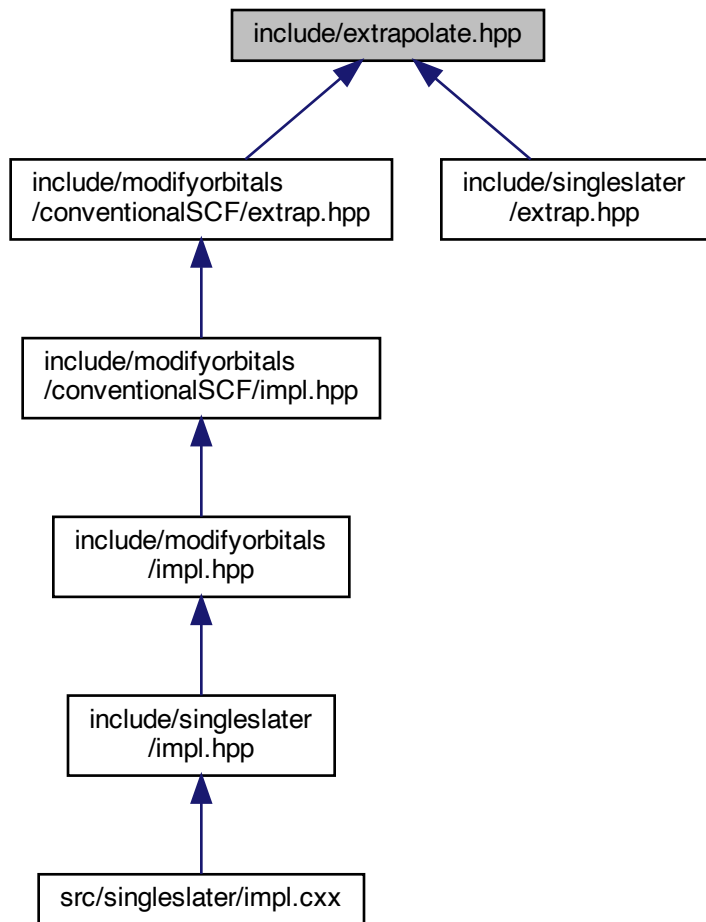 include/extrapolate.hpp
include/modifyorbitals
/conventionalSCF/extrap.hpp
include/singleslater
/extrap.hpp
include/modifyorbitals
/conventionalSCF/impl.hpp
include/modifyorbitals
/impl.hpp
include/singleslater
/impl.hpp
src/singleslater/impl.cxx